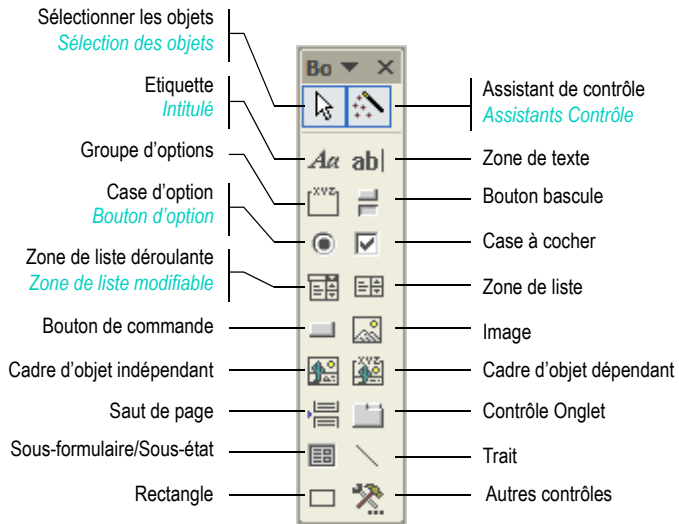 Sélectionner les objets
Sélection des objets
Bo
Etiquette
Intitulé
Assistant de contrôle
Assistants Contrôle
Aa ab|
Groupe d'options
Zone de texte
XYZ
Case d'option
Bouton d'option
Bouton bascule
Case à cocher
Zone de liste déroulante
Zone de liste modifiable
Zone de liste
Bouton de commande
Image
Cadre d'objet indépendant
XYZ
Cadre d'objet dépendant
Saut de page
Contrôle Onglet
Sous-formulaire/Sous-état
Trait
Rectangle
Autres contrôles